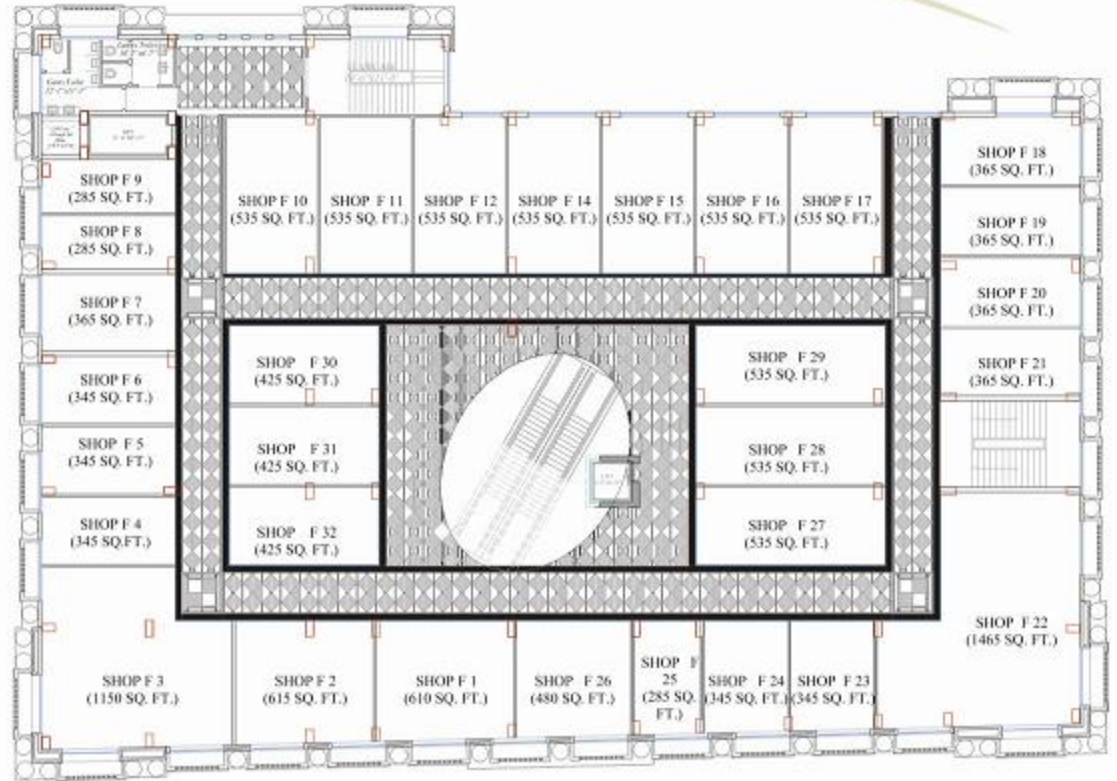 SHOP F 9
(285 SQ. FT.)
SHOP F 8
(285 SQ. FT.)
SHOP F 7
(365 SQ. FT.)
SHOP F 6
(345 SQ. FT.)
SHOP F 5
(345 SQ. FT.)
SHOP F 4
(345 SQ.FT.)
SHOP F 10
(535 SQ. FT.)
SHOP F 11
(535 SQ. FT.)
SHOP F 12
(535 SQ. FT.)
SHOP F 14
(535 SQ. FT.)
SHOP F 15
(535 SQ. FT.)
SHOP F 16
(535 SQ. FT.)
SHOP F 17
(535 SQ. FT.)
SHOP F 18
(365 SQ. FT.)
SHOP F 19
(365 SQ. FT.)
SHOP F 20
(365 SQ. FT.)
SHOP F 21
(365 SQ. FT.)
SHOP F 30
(425 SQ. FT.)
SHOP F 31
(425 SQ. FT.)
SHOP F 32
(425 SQ. FT.)
SHOP F 29
(535 SQ. FT.)
SHOP F 28
(535 SQ. FT.)
SHOP F 27
(535 SQ. FT.)
SHOP F 3
(1150 SQ. FT.)
SHOP F 2
(615 SQ. FT.)
SHOP F 1
(610 SQ. FT.)
SHOP F 26
(480 SQ. FT.)
SHOP F
25
(285 SQ.
FT.)
SHOP F 24
(345 SQ. FT.)
SHOP F 23
(345 SQ. FT.)
SHOP F 22
(1465 SQ. FT.)